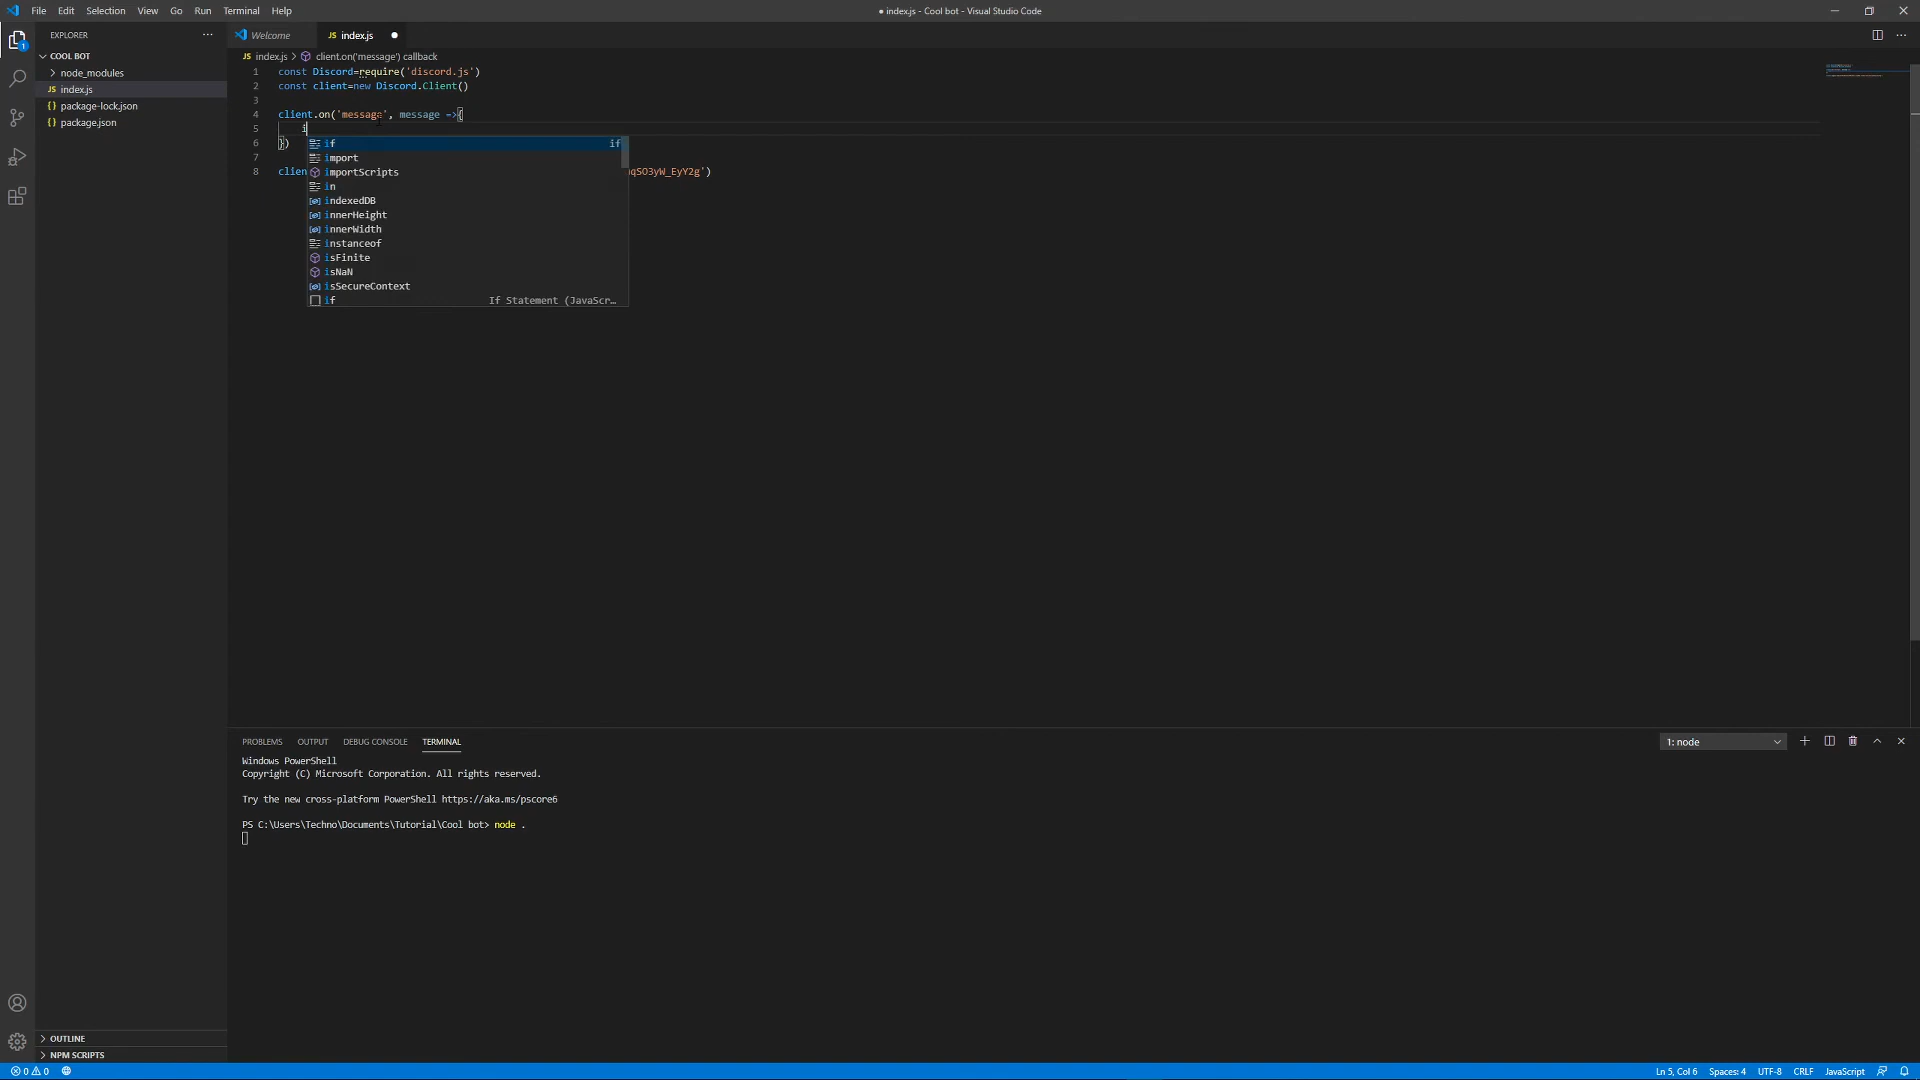 File Edit Selection View Go Run Terminal Help
● index.js - Cool bot - Visual Studio Code
EXPLORER
Welcome
index.js
COOL BOT
node_modules
index.js
package-lock.json
package.json
index.js > client.on('message') callback
1 const Discord=require('discord.js')
2 const client=new Discord.Client()
3
4 client.on('message', message =>{
5 i
6 })
7
8 clien
qSO3yW_EyY2g')
if if
import
importScripts
in
indexedDB
innerHeight
innerWidth
instanceof
isFinite
isNaN
isSecureContext
if If Statement (JavaScr…
PROBLEMS OUTPUT DEBUG CONSOLE TERMINAL
1: node
Windows PowerShell
Copyright (C) Microsoft Corporation. All rights reserved.
Try the new cross-platform PowerShell https://aka.ms/pscore6
PS C:\Users\Techno\Documents\Tutorial\Cool bot> node .
OUTLINE
NPM SCRIPTS
0 0
Ln 5, Col 6 Spaces: 4 UTF-8 CRLF JavaScript